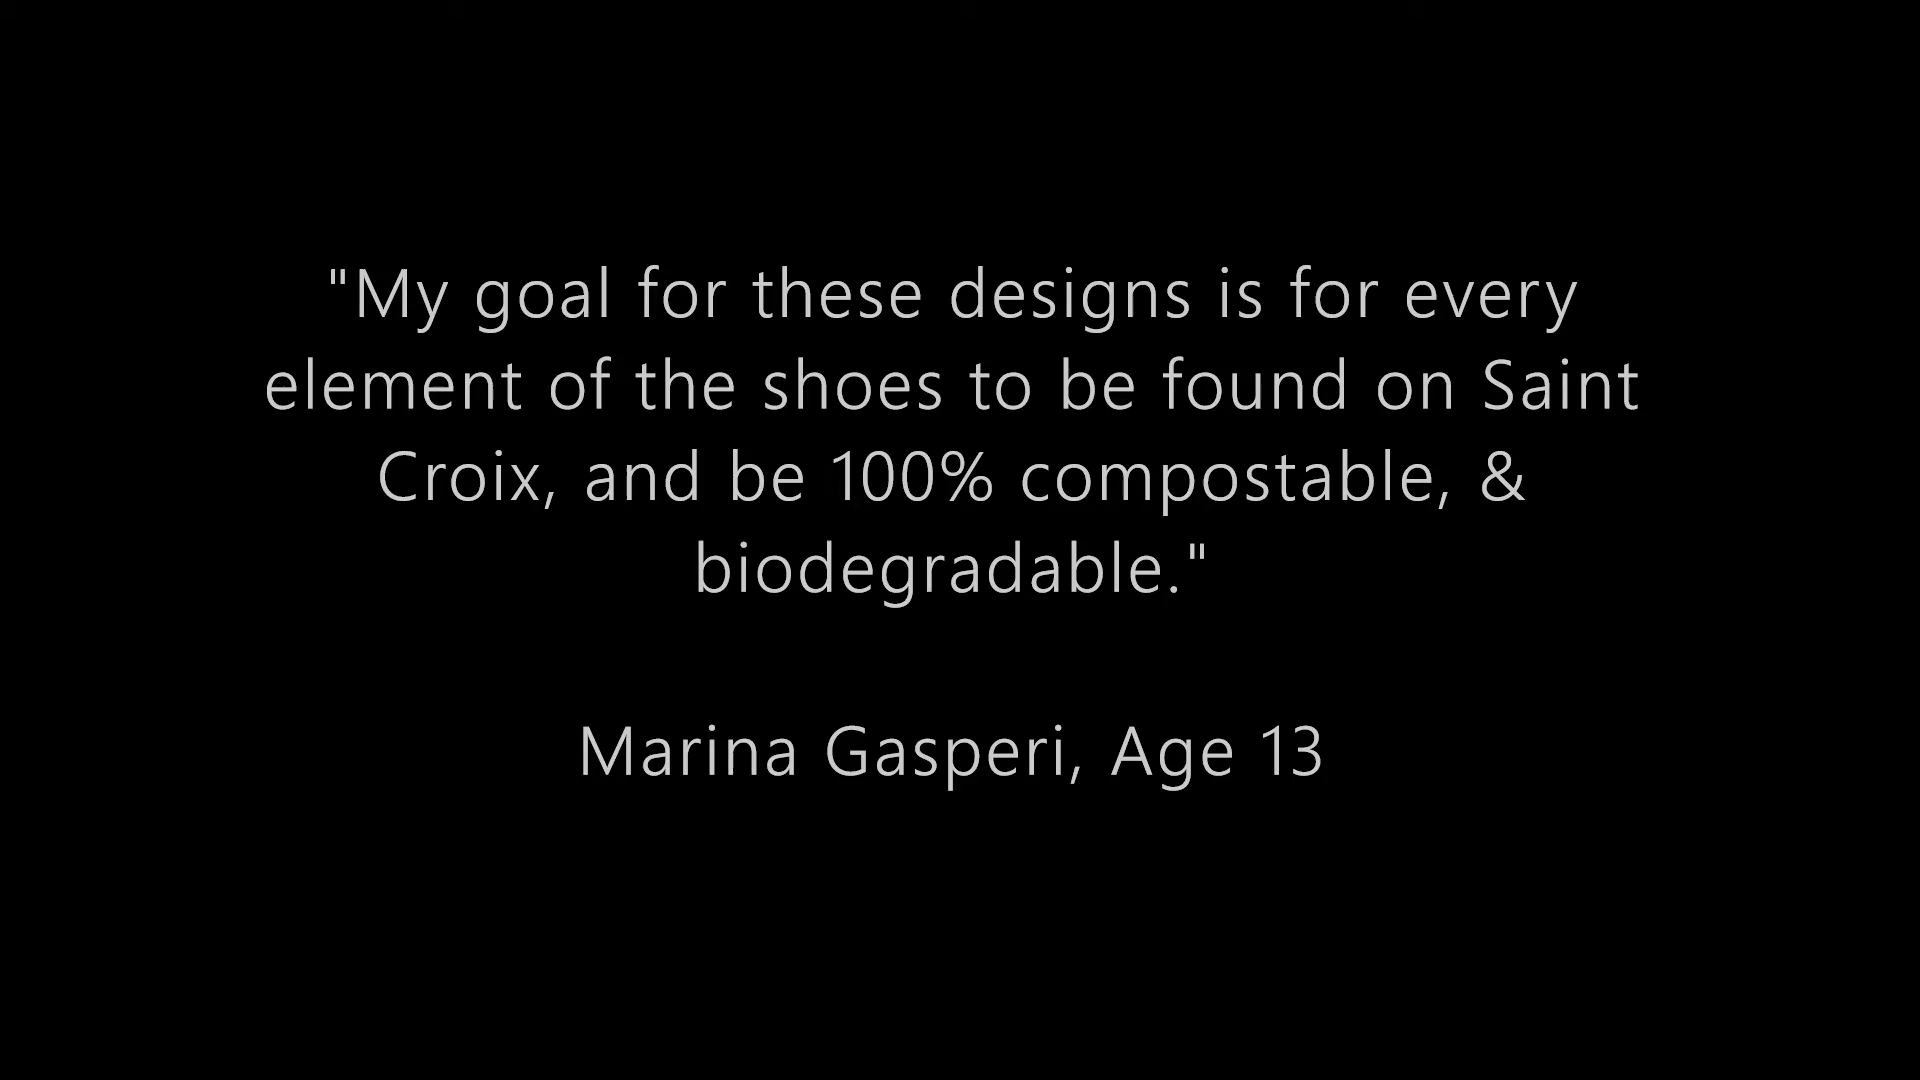 "My goal for these designs is for every
element of the shoes to be found on Saint
Croix, and be 100% compostable, &
biodegradable."
Marina Gasperi, Age 13